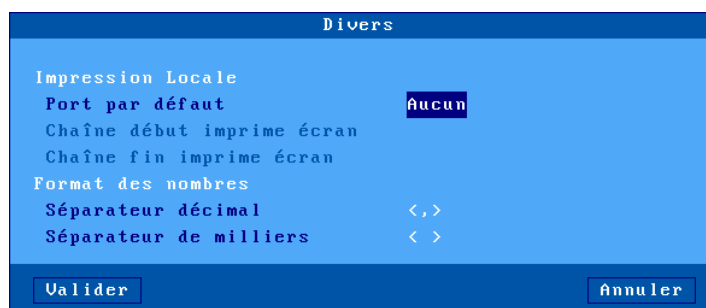 Divers
Impression Locale
Port par défaut Aucun
Chaîne début imprime écran
Chaîne fin imprime écran
Format des nombres
Séparateur décimal <,>
Séparateur de milliers < >
Valider Annuler